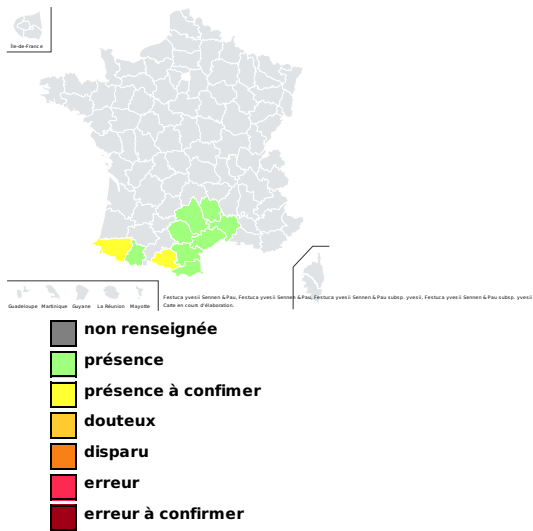 Île-de-France
Guadeloupe Martinique Guyane La Réunion Mayotte
Festuca yvesii Sennen & Pau, Festuca yvesii Sennen & Pau, Festuca yvesii Sennen & Pau subsp. yvesii, Festuca yvesii Sennen & Pau subsp. yvesii
Carte en cours d'élaboration.
non renseignée
présence
présence à confimer
douteux
disparu
erreur
erreur à confirmer